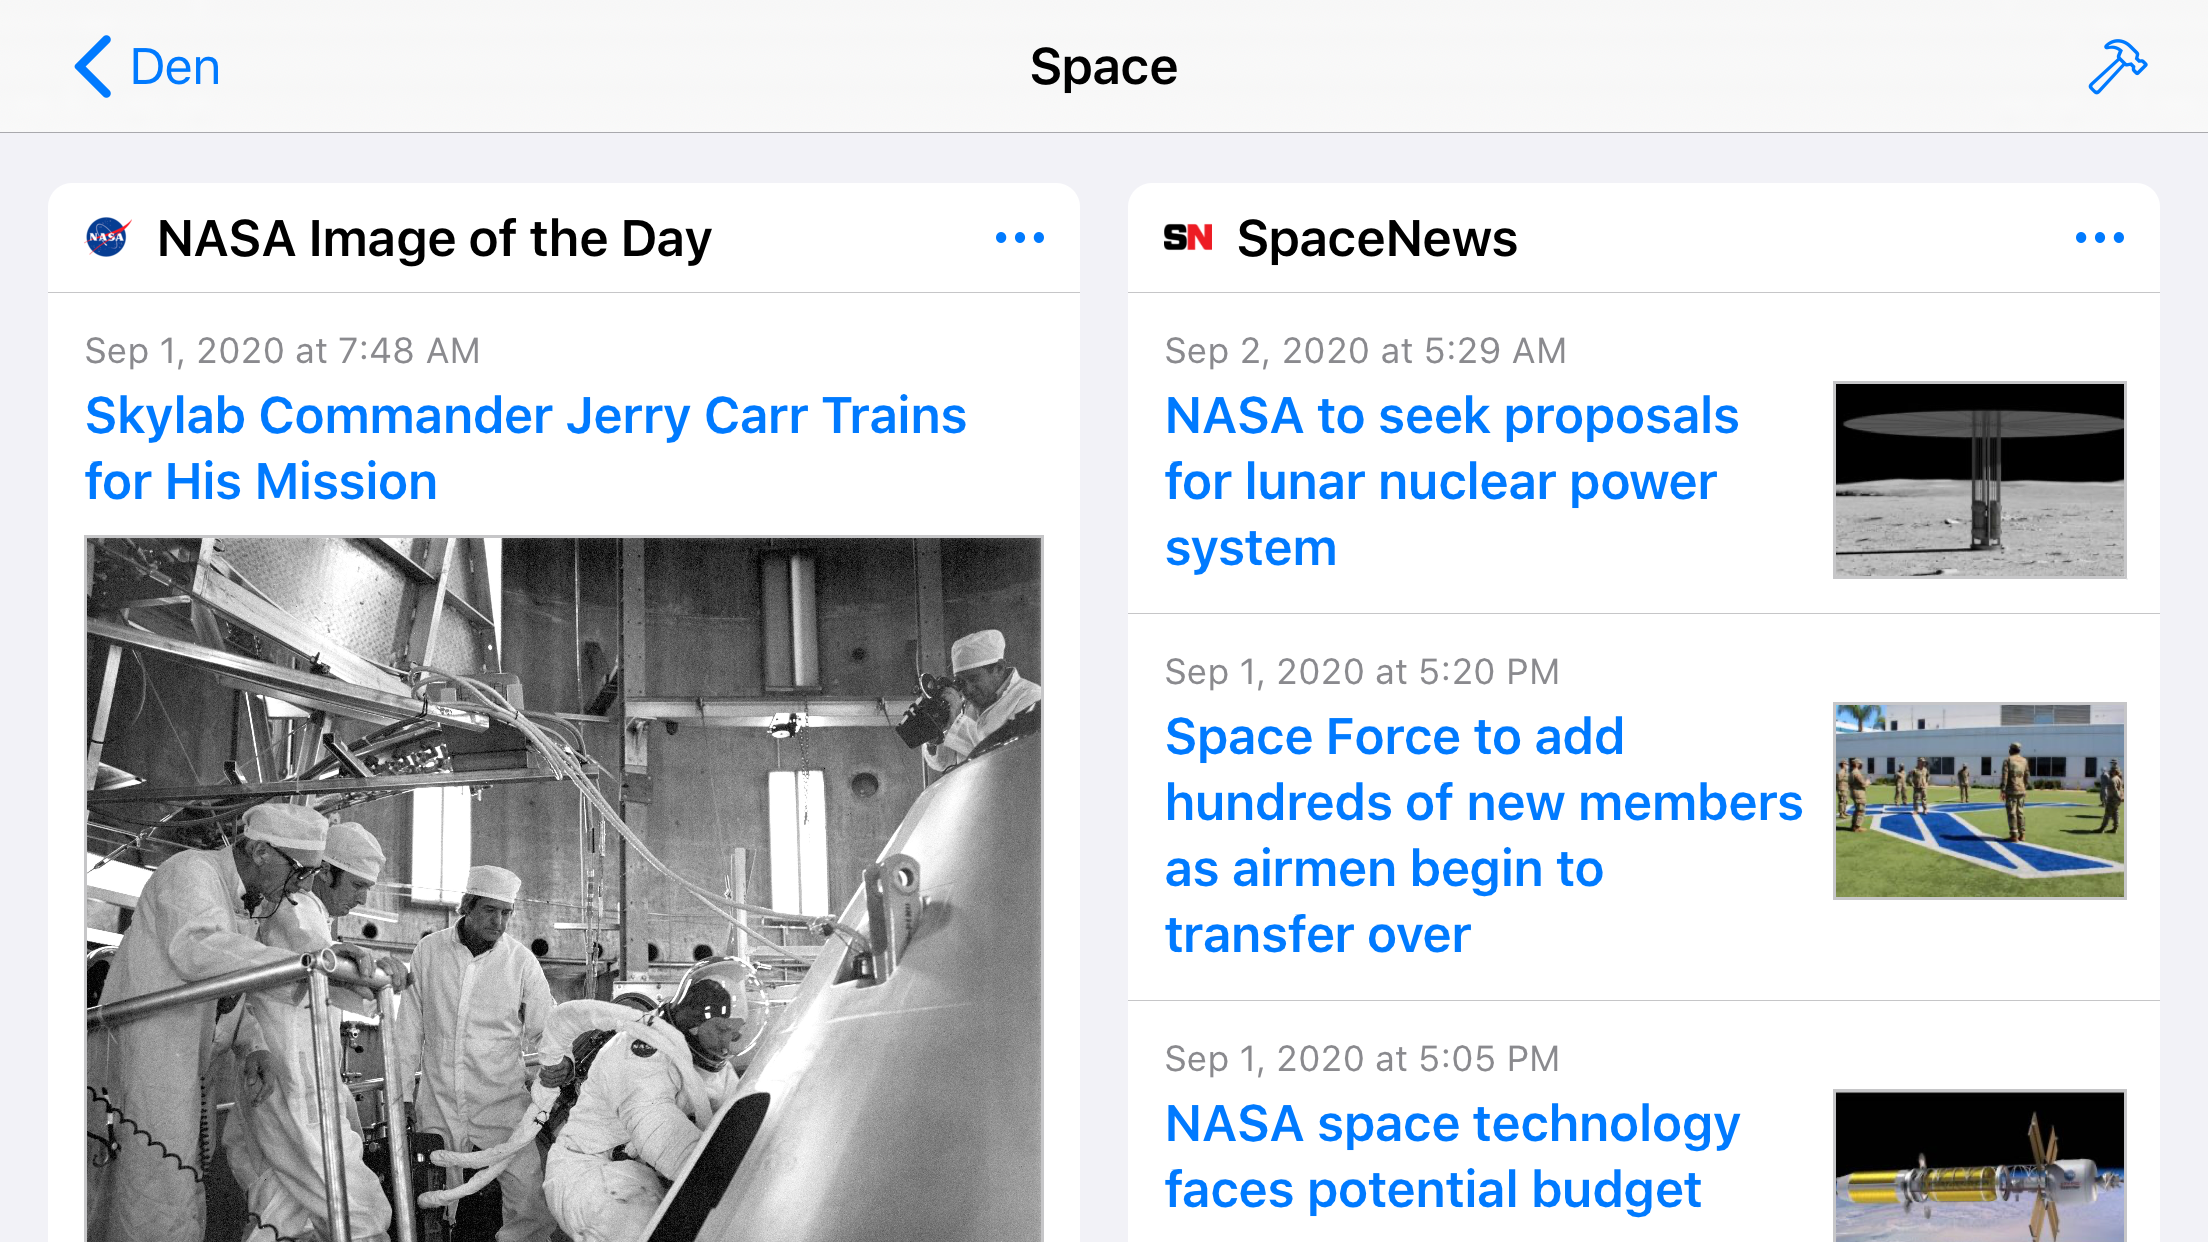 Den
Space
NASA
NASA Image of the Day
Sep 1, 2020 at 7:48 AM
Skylab Commander Jerry Carr Trains
for His Mission
SN
SpaceNews
Sep 2, 2020 at 5:29 AM
NASA to seek proposals
for lunar nuclear power
system
Sep 1, 2020 at 5:20 PM
Space Force to add
hundreds of new members
as airmen begin to
transfer over
Sep 1, 2020 at 5:05 PM
NASA space technology
faces potential budget